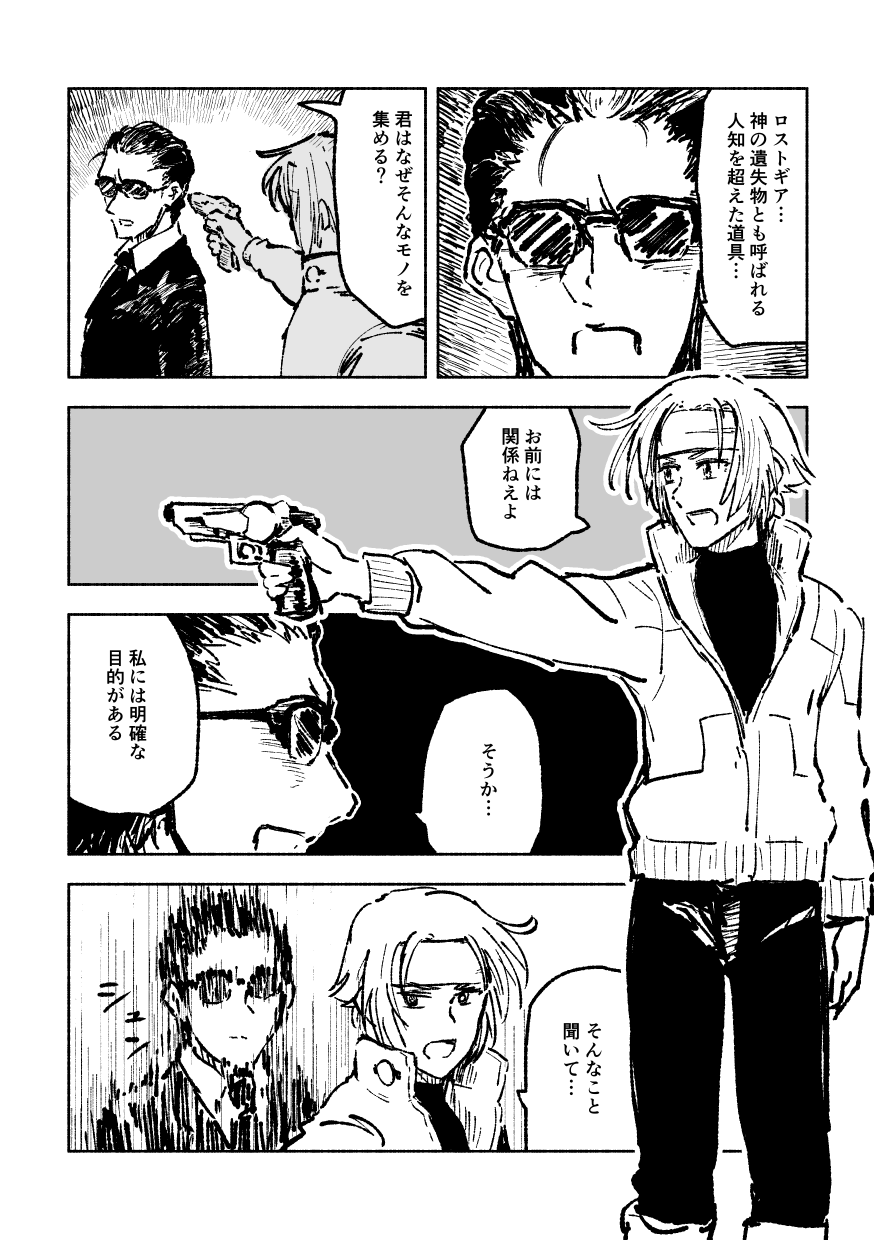 ロストギア…
神の遺失物とも呼ばれる
人知を超えた道具…
君はなぜそんなモノを
集める?
お前には
関係ねえよ
そうか…
私には明確な
目的がある
そんなこと
聞いて…
ニュン